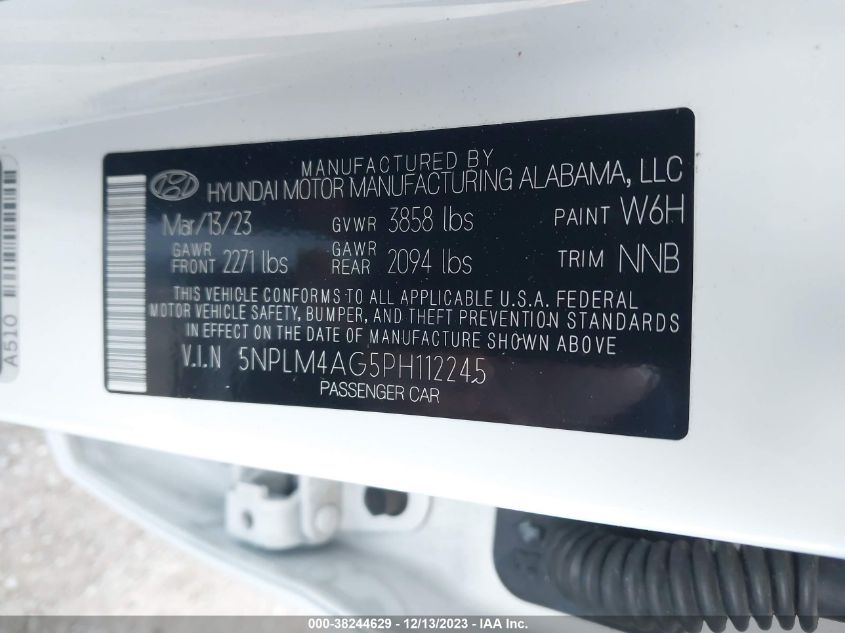 MANUFACTURED BY
HYUNDAI MOTOR MANUFACTURING ALABAMA, LLC
Mar/13/23 GVWR 3858 lbs PAINT W6H
GAWR FRONT 2271 lbs GAWR REAR 2094 lbs TRIM NNB
THIS VEHICLE CONFORMS TO ALL APPLICABLE U.S.A. FEDERAL
MOTOR VEHICLE SAFETY, BUMPER, AND THEFT PREVENTION STANDARDS
IN EFFECT ON THE DATE OF MANUFACTURE SHOWN ABOVE.
V.I.N 5NPLM4AG5PH112245
PASSENGER CAR
A510
000-38244629 - 12/13/2023 - IAA Inc.